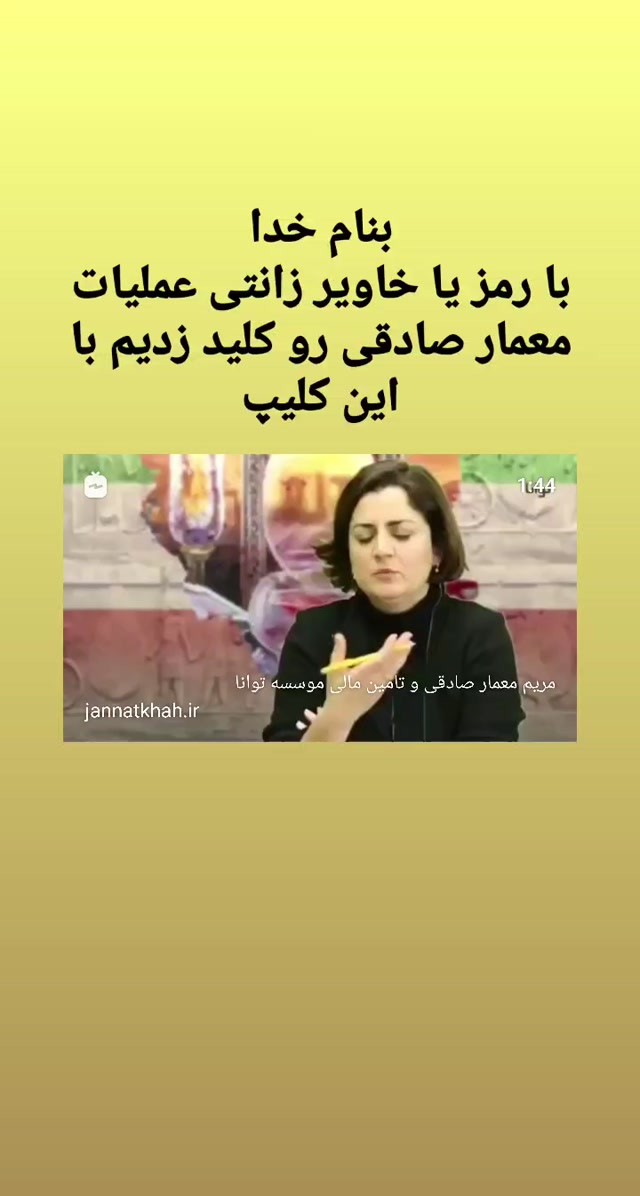 بنام خدا
با رمز یا خاویر زانتی عملیات
معمار صادقی رو کلید زدیم با
این کلیپ
1:44
مریم معمار صادقی و تامین مالی موسسه توانا
jannatkhah.ir